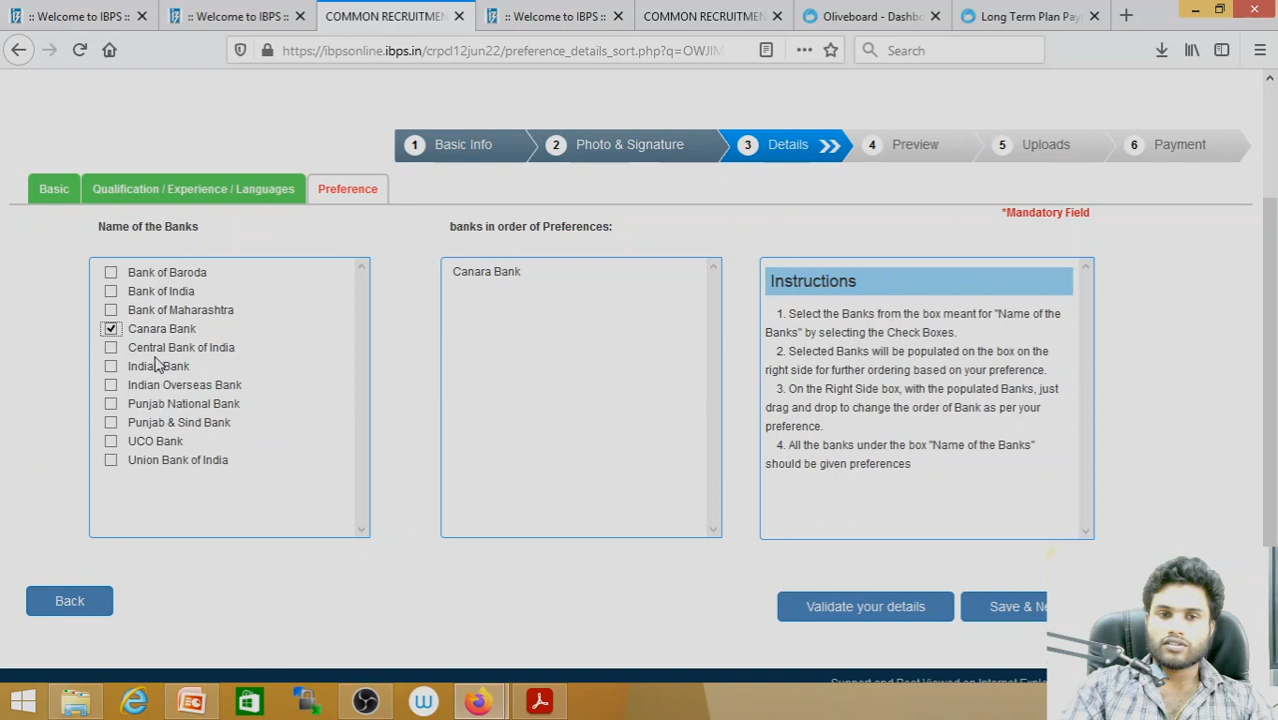 :: Welcome to IBPS
:: Welcome to IBPS
COMMON RECRUITMEN
:: Welcome to IBPS
COMMON RECRUITMEN
Oliveboard - Dashbo
Long Term Plan Pay
https://ibpsonline.ibps.in/crpd12jun22/preference_details_sort.php?q=OWJIM
Search
1 Basic Info
2 Photo & Signature
3 Details
4 Preview
5 Uploads
6 Payment
Basic
Qualification / Experience / Languages
Preference
*Mandatory Field
Name of the Banks
banks in order of Preferences:
Bank of Baroda
Bank of India
Bank of Maharashtra
Canara Bank
Central Bank of India
Indian Bank
Indian Overseas Bank
Punjab National Bank
Punjab & Sind Bank
UCO Bank
Union Bank of India
Canara Bank
Instructions
1. Select the Banks from the box meant for "Name of the
Banks" by selecting the Check Boxes.
2. Selected Banks will be populated on the box on the
right side for further ordering based on your preference.
3. On the Right Side box, with the populated Banks, just
drag and drop to change the order of Bank as per your
preference.
4. All the banks under the box "Name of the Banks"
should be given preferences
Back
Validate your details
Save & Ne